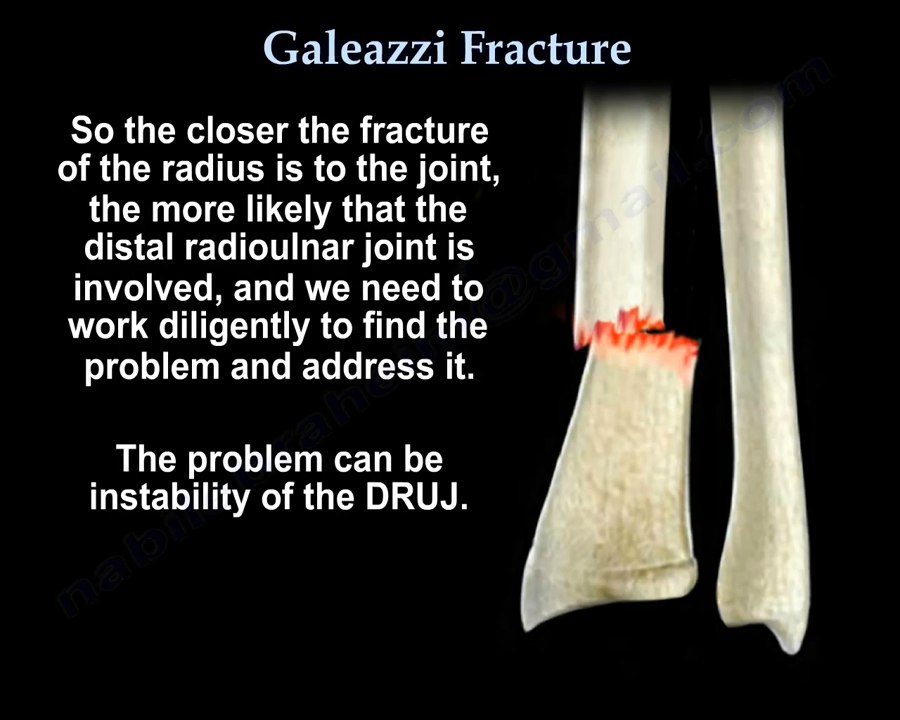 Galeazzi Fracture
So the closer the fracture
of the radius is to the joint,
the more likely that the
distal radioulnar joint is
involved, and we need to
work diligently to find the
problem and address it.
The problem can be
instability of the DRUJ.